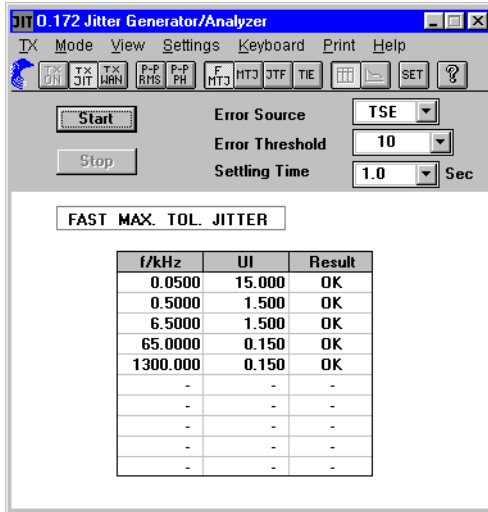 JIT O.172 Jitter Generator/Analyzer
TX Mode View Settings Keyboard Print Help
TX ON TX JIT TX WAN P-P RMS P-P PH F MTJ MTJ JTF TIE SET ?
Start Error Source TSE
Error Threshold 10
Stop
Settling Time 1.0 Sec
FAST MAX. TOL. JITTER
f/kHz UI Result
0.0500 15.000 OK
0.5000 1.500 OK
6.5000 1.500 OK
65.0000 0.150 OK
1300.000 0.150 OK
- - -
- - -
- - -
- - -
- - -